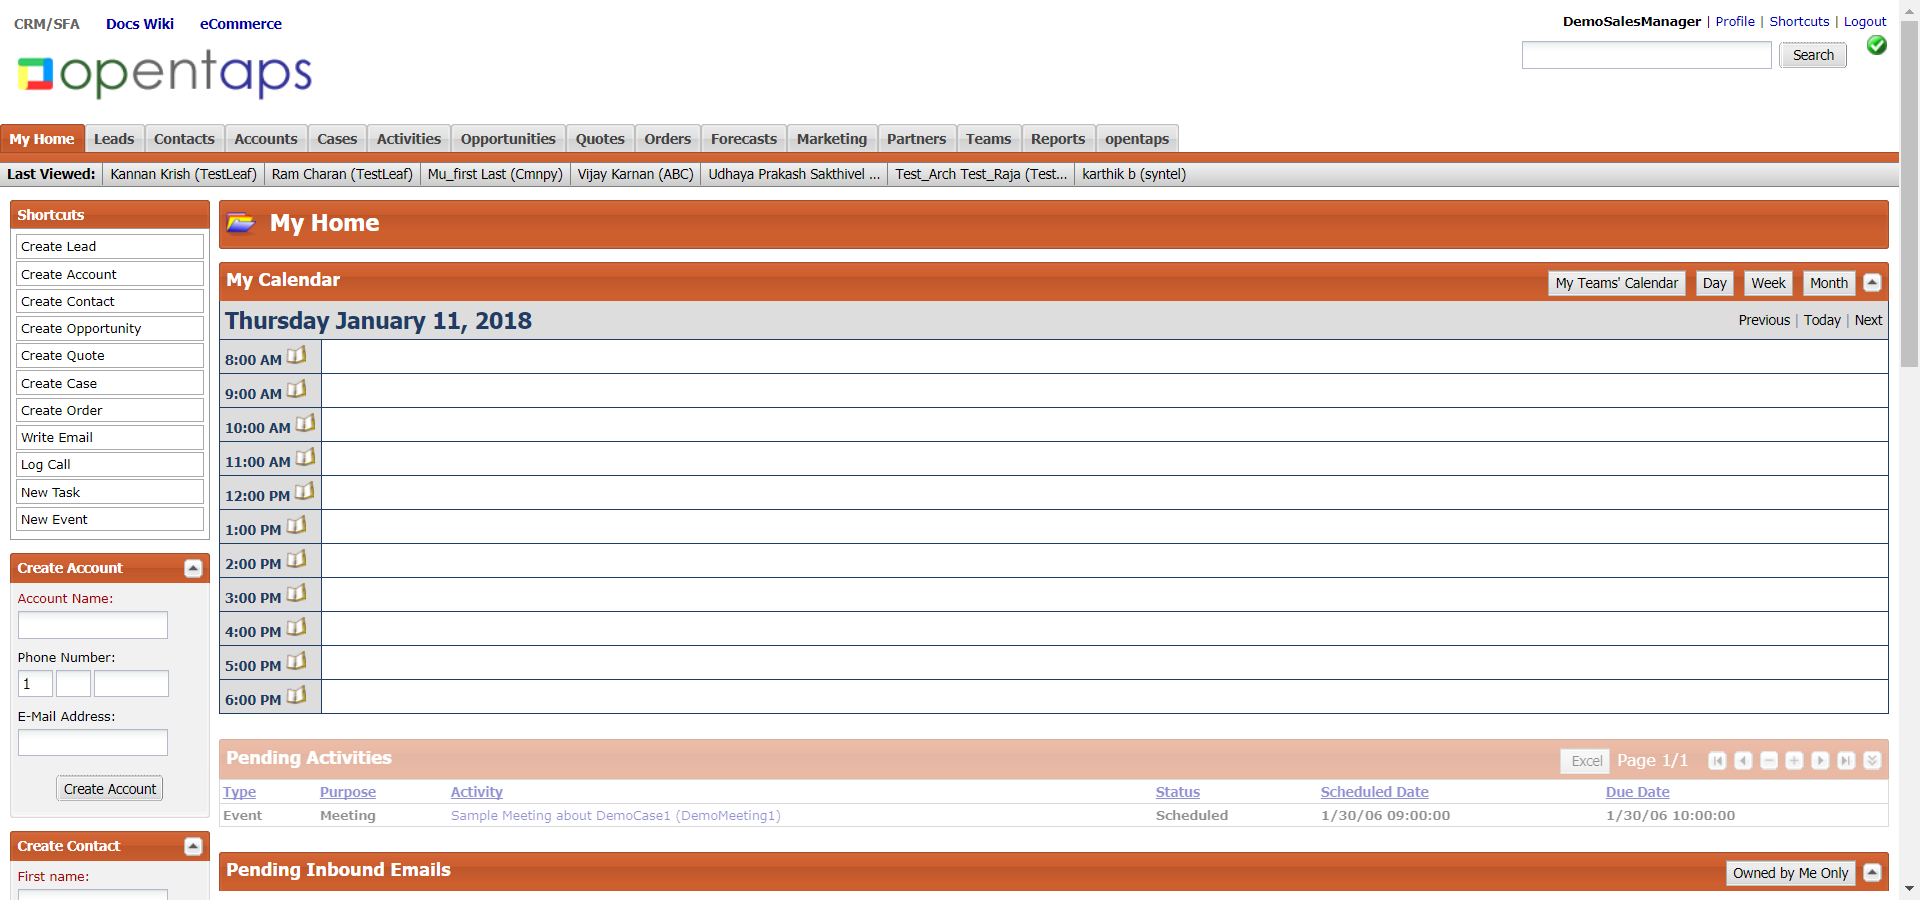 CRM/SFA Docs Wiki eCommerce
DemoSalesManager | Profile | Shortcuts | Logout
Search
opentaps
My Home Leads Contacts Accounts Cases Activities Opportunities Quotes Orders Forecasts Marketing Partners Teams Reports opentaps
Last Viewed: Kannan Krish (TestLeaf) Ram Charan (TestLeaf) Mu_first Last (Cmnpy) Vijay Karnan (ABC) Udhaya Prakash Sakthivel ... Test_Arch Test_Raja (Test... karthik b (syntel)
Shortcuts
Create Lead
Create Account
Create Contact
Create Opportunity
Create Quote
Create Case
Create Order
Write Email
Log Call
New Task
New Event
Create Account
Account Name:
Phone Number:
1
E-Mail Address:
Create Account
Create Contact
First name:
My Home
My Calendar My Teams' Calendar Day Week Month
Thursday January 11, 2018 Previous | Today | Next
8:00 AM
9:00 AM
10:00 AM
11:00 AM
12:00 PM
1:00 PM
2:00 PM
3:00 PM
4:00 PM
5:00 PM
6:00 PM
Pending Activities Excel Page 1/1
Type Purpose Activity Status Scheduled Date Due Date
Event Meeting Sample Meeting about DemoCase1 (DemoMeeting1) Scheduled 1/30/06 09:00:00 1/30/06 10:00:00
Pending Inbound Emails Owned by Me Only